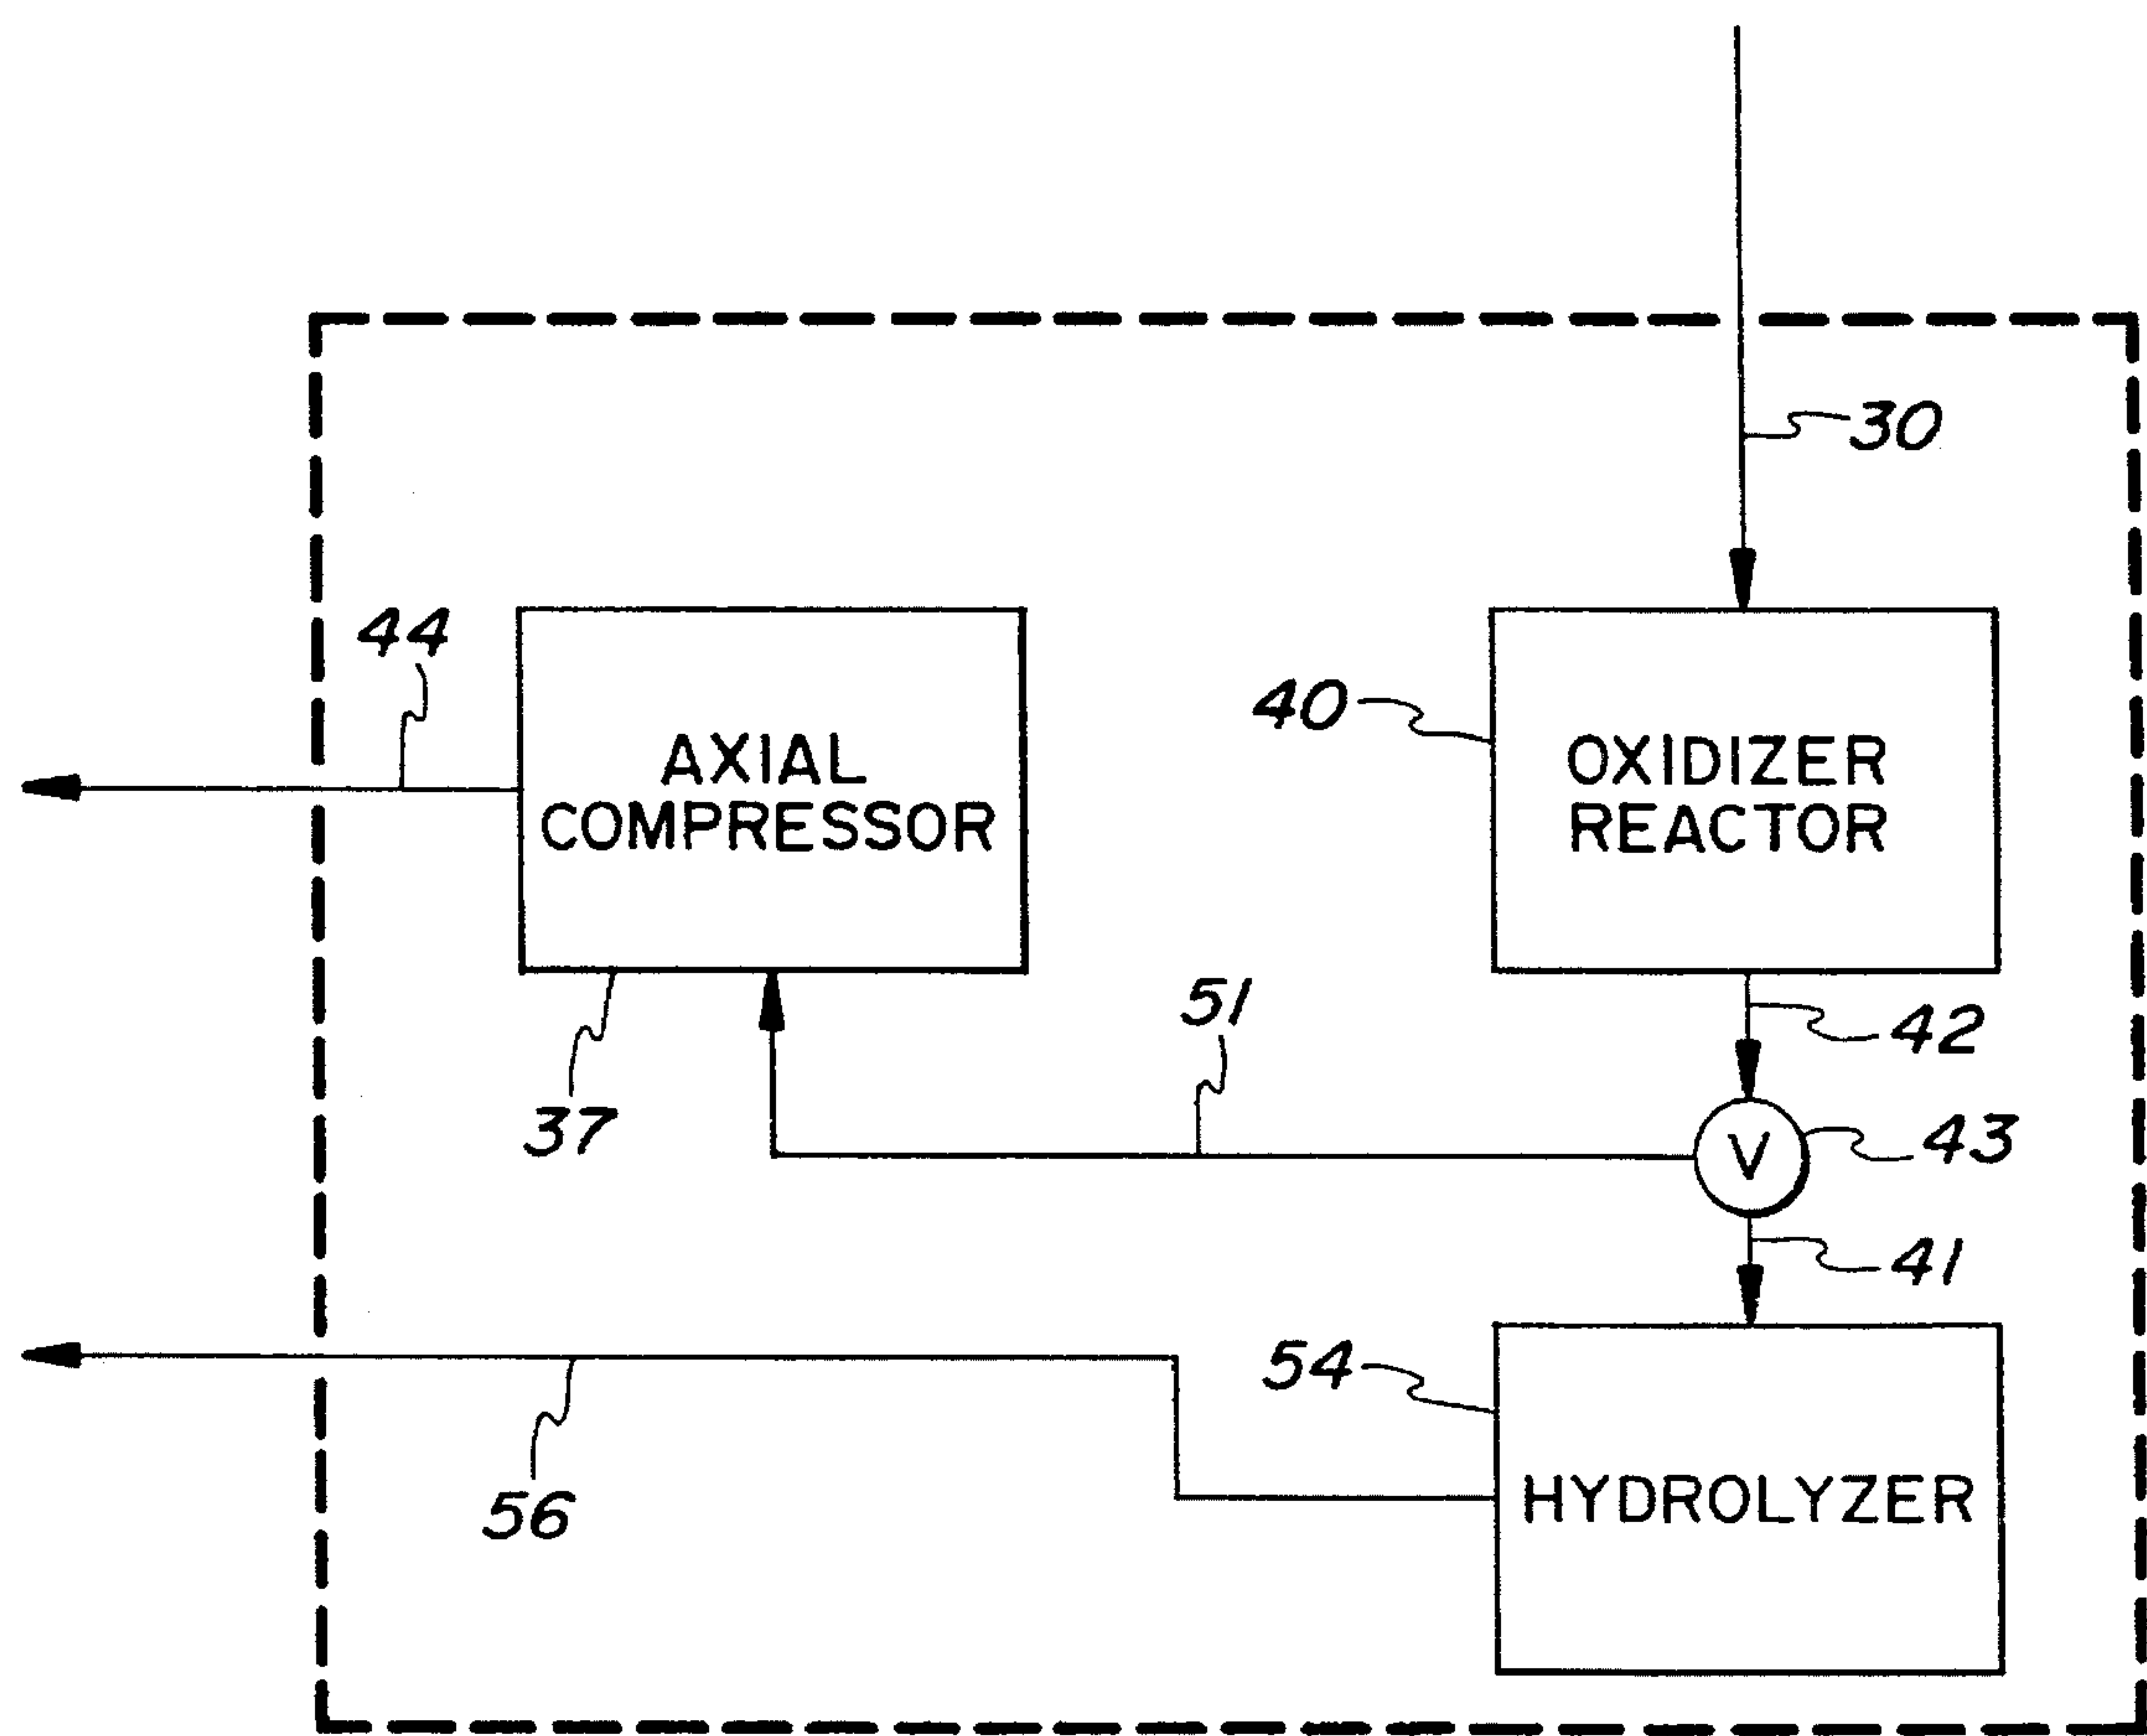 30
44
AXIAL
COMPRESSOR
40
OXIDIZER
REACTOR
51
42
37
V
43
41
54
56
HYDROLYZER